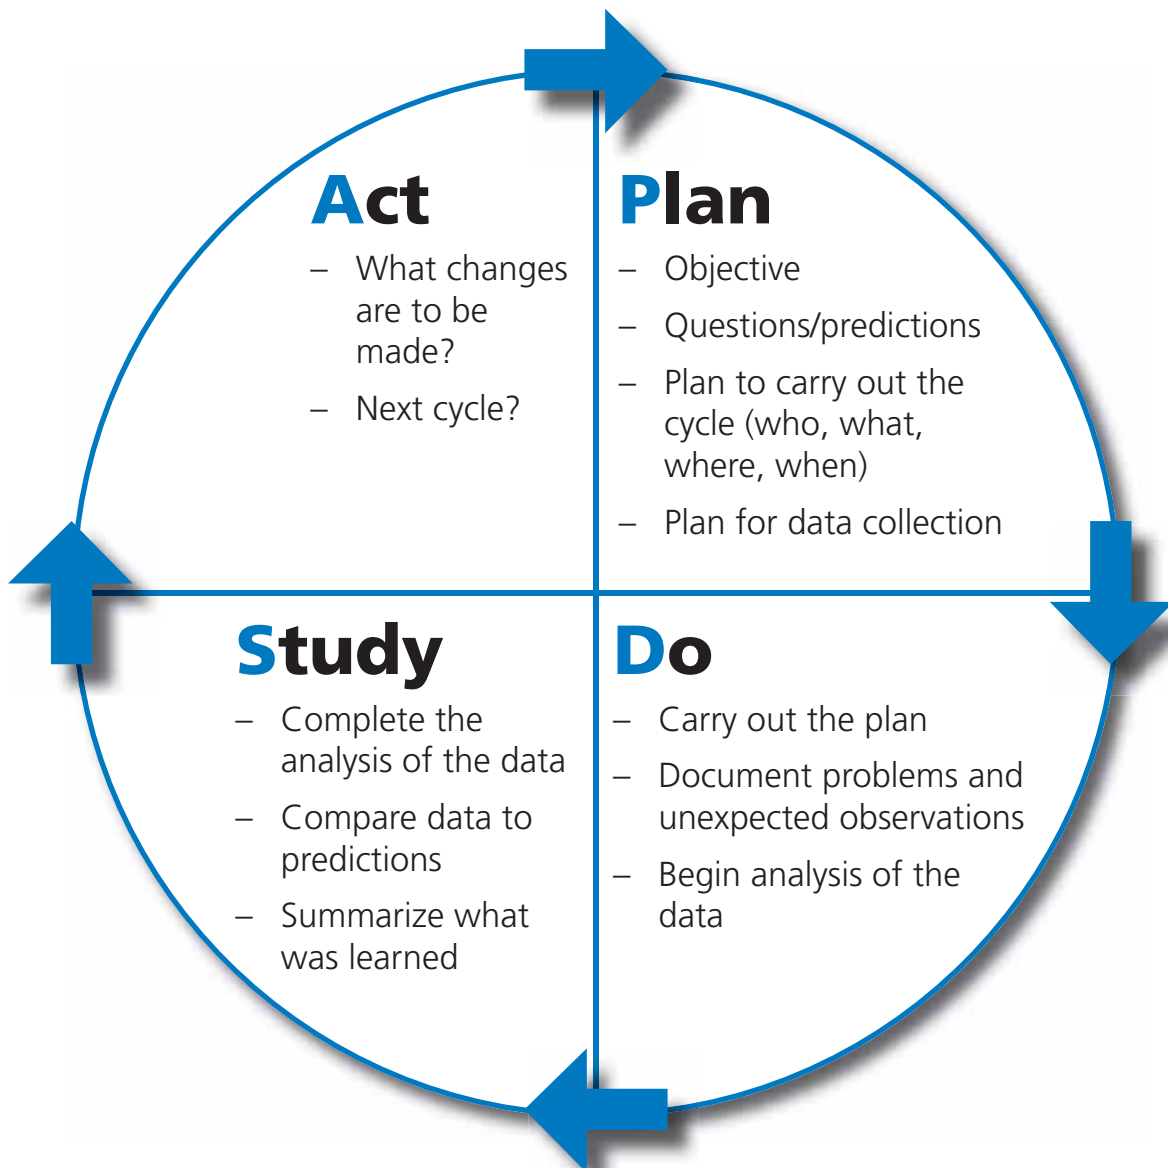 Act
– What changes
are to be
made?
– Next cycle?
Plan
– Objective
– Questions/predictions
– Plan to carry out the
cycle (who, what,
where, when)
– Plan for data collection
Study
– Complete the
analysis of the data
– Compare data to
predictions
– Summarize what
was learned
Do
– Carry out the plan
– Document problems and
unexpected observations
– Begin analysis of the
data